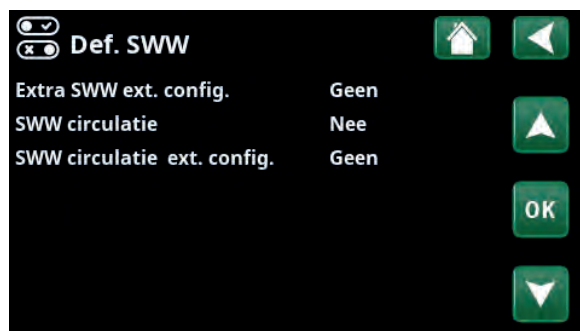 Def. SWW
Extra SWW ext. config. Geen
SWW circulatie Nee
SWW circulatie ext. config. Geen
OK